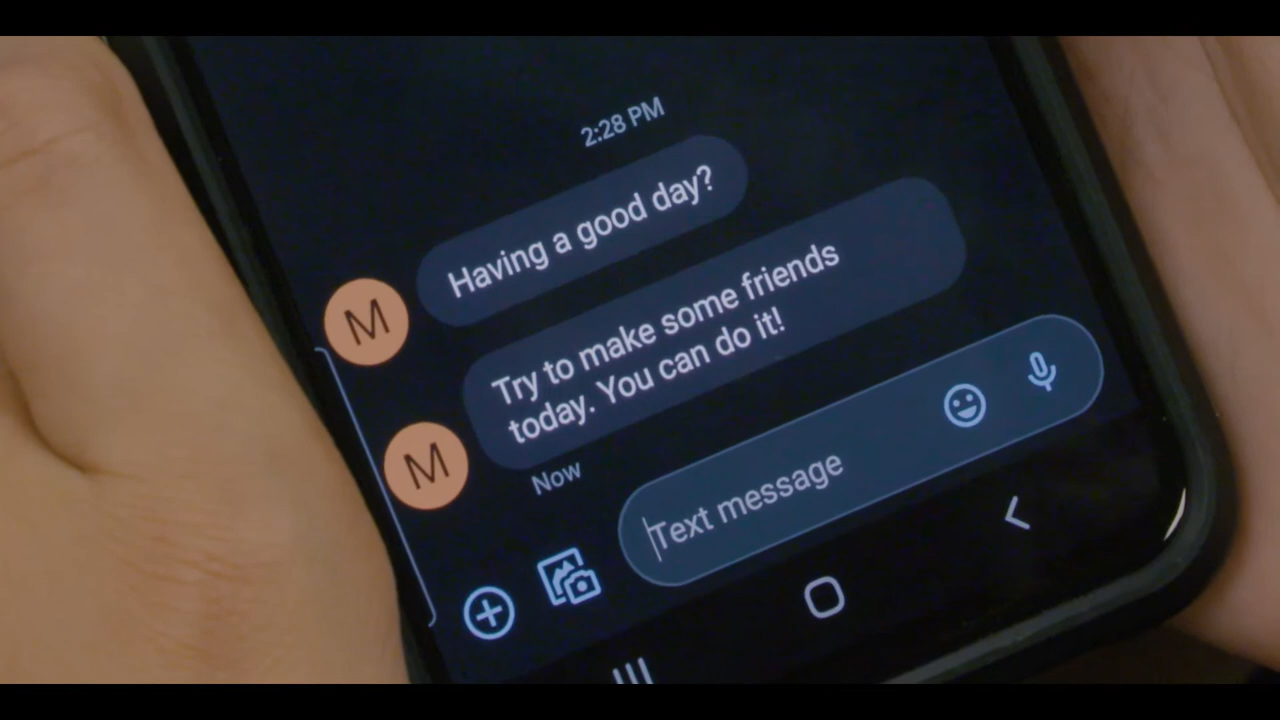 2:28 PM
Having a good day?
M
Try to make some friends
today. You can do it!
M
Now
Text message